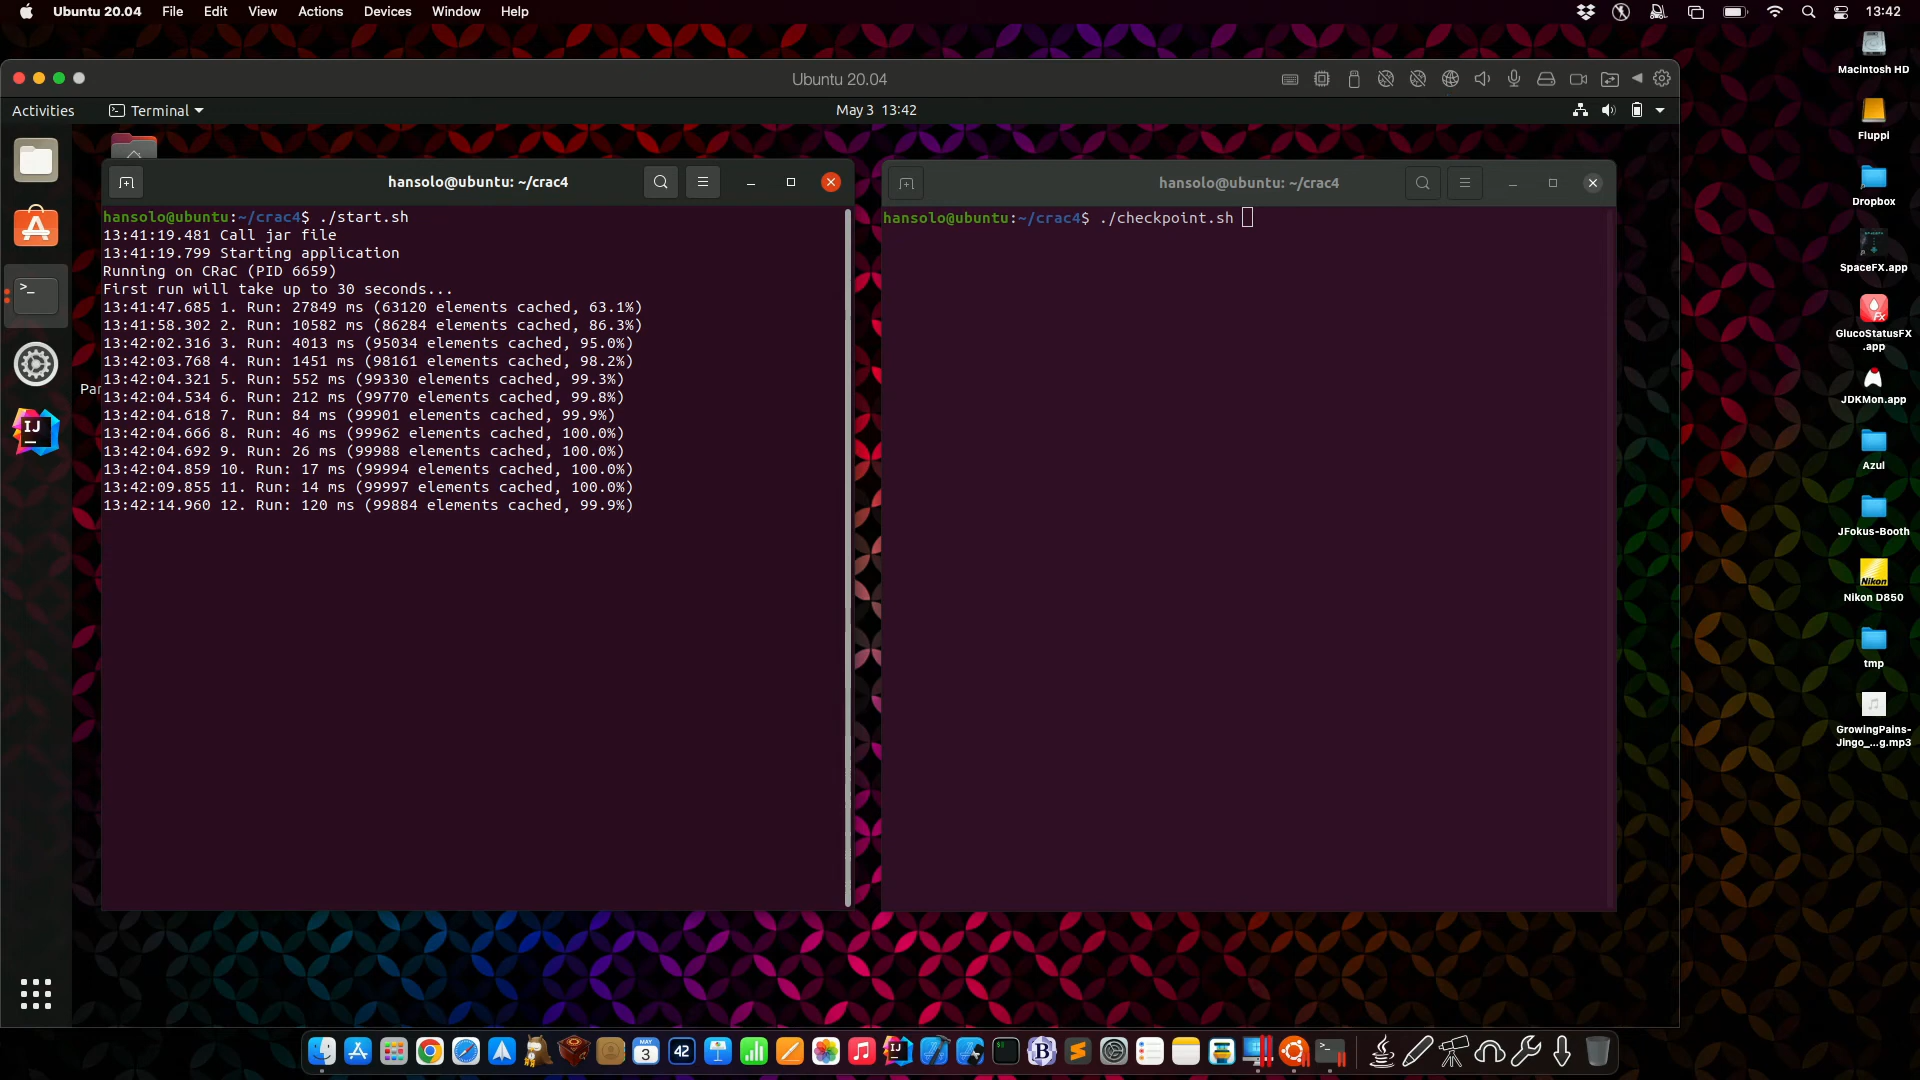 Ubuntu 20.04 File Edit View Actions Devices Window Help 13:42
Ubuntu 20.04
Activities Terminal May 3 13:42
hansolo@ubuntu: ~/crac4
hansolo@ubuntu:~/crac4$ ./start.sh
13:41:19.481 Call jar file
13:41:19.799 Starting application
Running on CRaC (PID 6659)
First run will take up to 30 seconds...
13:41:47.685 1. Run: 27849 ms (63120 elements cached, 63.1%)
13:41:58.302 2. Run: 10582 ms (86284 elements cached, 86.3%)
13:42:02.316 3. Run: 4013 ms (95034 elements cached, 95.0%)
13:42:03.768 4. Run: 1451 ms (98161 elements cached, 98.2%)
13:42:04.321 5. Run: 552 ms (99330 elements cached, 99.3%)
13:42:04.534 6. Run: 212 ms (99770 elements cached, 99.8%)
13:42:04.618 7. Run: 84 ms (99901 elements cached, 99.9%)
13:42:04.666 8. Run: 46 ms (99962 elements cached, 100.0%)
13:42:04.692 9. Run: 26 ms (99988 elements cached, 100.0%)
13:42:04.859 10. Run: 17 ms (99994 elements cached, 100.0%)
13:42:09.855 11. Run: 14 ms (99997 elements cached, 100.0%)
13:42:14.960 12. Run: 120 ms (99884 elements cached, 99.9%)
Par
hansolo@ubuntu: ~/crac4
hansolo@ubuntu:~/crac4$ ./checkpoint.sh
Macintosh HD
Fluppi
Dropbox
SpaceFX.app
GlucoStatusFX
.app
JDKMon.app
Azul
JFokus-Booth
Nikon
Nikon D850
tmp
GrowingPains-
Jingo_...g.mp3
IJ
MAY
3
42
IJ
B